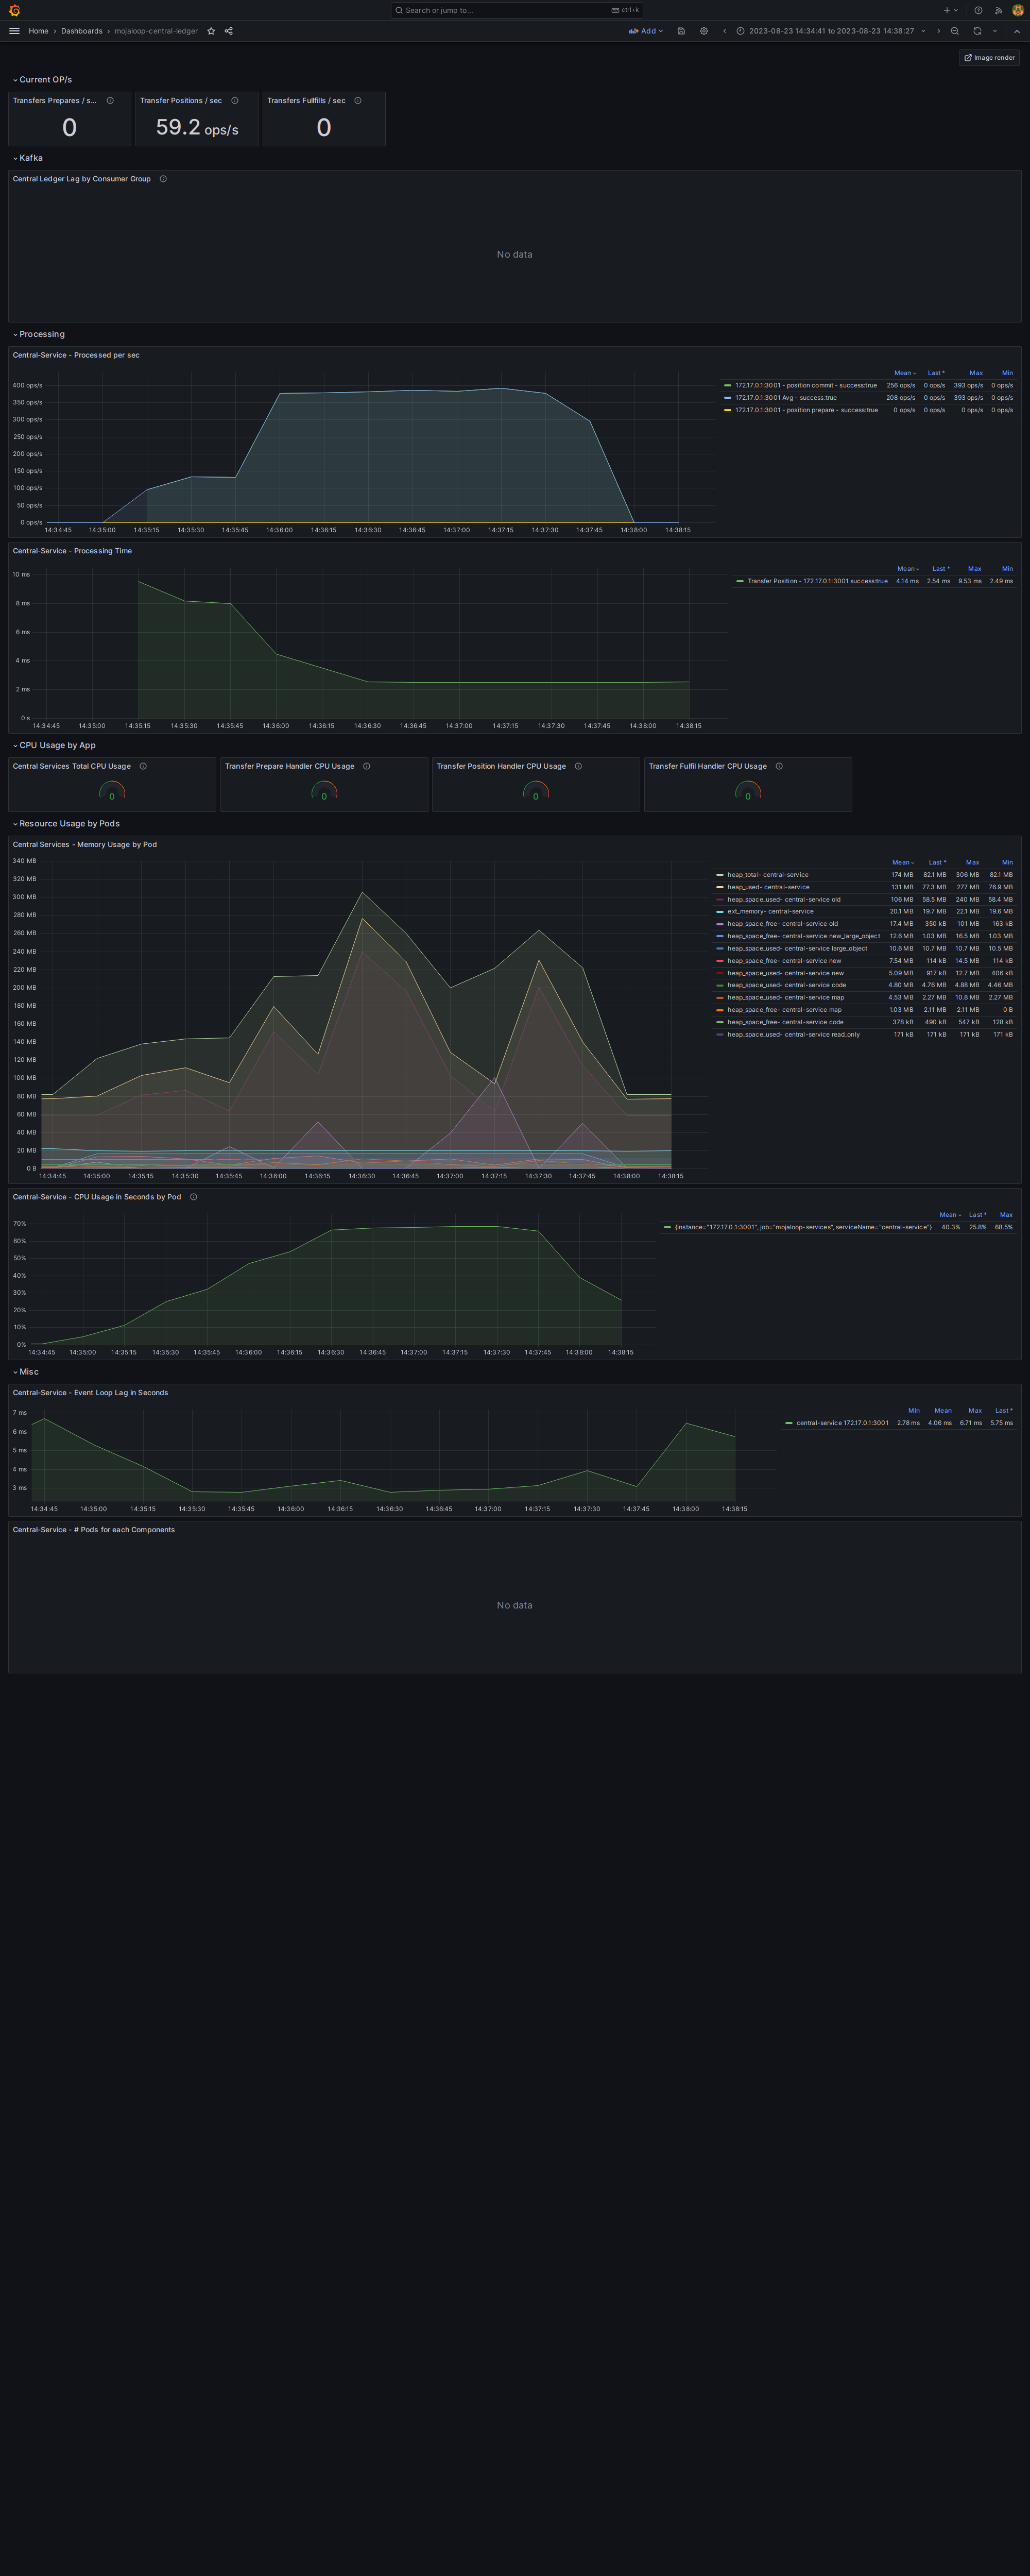 Search or jump to... ctrl+k
Home › Dashboards › mojaloop-central-ledger
Add 2023-08-23 14:34:41 to 2023-08-23 14:38:27
Image render
Current OP/s
Transfers Prepares / s... Transfer Positions / sec Transfers Fullfills / sec
0 59.2 ops/s 0
Kafka
Central Ledger Lag by Consumer Group
No data
Processing
Central-Service - Processed per sec
400 ops/s
350 ops/s
300 ops/s
250 ops/s
200 ops/s
150 ops/s
100 ops/s
50 ops/s
0 ops/s
14:34:45 14:35:00 14:35:15 14:35:30 14:35:45 14:36:00 14:36:15 14:36:30 14:36:45 14:37:00 14:37:15 14:37:30 14:37:45 14:38:00 14:38:15
Mean Last * Max Min
172.17.0.1:3001 - position commit - success:true 256 ops/s 0 ops/s 393 ops/s 0 ops/s
172.17.0.1:3001 Avg - success:true 208 ops/s 0 ops/s 393 ops/s 0 ops/s
172.17.0.1:3001 - position prepare - success:true 0 ops/s 0 ops/s 0 ops/s 0 ops/s
Central-Service - Processing Time
10 ms
8 ms
6 ms
4 ms
2 ms
0 s
14:34:45 14:35:00 14:35:15 14:35:30 14:35:45 14:36:00 14:36:15 14:36:30 14:36:45 14:37:00 14:37:15 14:37:30 14:37:45 14:38:00 14:38:15
Mean Last * Max Min
Transfer Position - 172.17.0.1:3001 success:true 4.14 ms 2.54 ms 9.53 ms 2.49 ms
CPU Usage by App
Central Services Total CPU Usage Transfer Prepare Handler CPU Usage Transfer Position Handler CPU Usage Transfer Fulfil Handler CPU Usage
0 0 0 0
Resource Usage by Pods
Central Services - Memory Usage by Pod
340 MB
320 MB
300 MB
280 MB
260 MB
240 MB
220 MB
200 MB
180 MB
160 MB
140 MB
120 MB
100 MB
80 MB
60 MB
40 MB
20 MB
0 B
14:34:45 14:35:00 14:35:15 14:35:30 14:35:45 14:36:00 14:36:15 14:36:30 14:36:45 14:37:00 14:37:15 14:37:30 14:37:45 14:38:00 14:38:15
Mean Last * Max Min
heap_total- central-service 174 MB 82.1 MB 306 MB 82.1 MB
heap_used- central-service 131 MB 77.3 MB 277 MB 76.9 MB
heap_space_used- central-service old 106 MB 58.5 MB 240 MB 58.4 MB
ext_memory- central-service 20.1 MB 19.7 MB 22.1 MB 19.6 MB
heap_space_free- central-service old 17.4 MB 350 kB 101 MB 163 kB
heap_space_free- central-service new_large_object 12.6 MB 1.03 MB 16.5 MB 1.03 MB
heap_space_used- central-service large_object 10.6 MB 10.7 MB 10.7 MB 10.5 MB
heap_space_free- central-service new 7.54 MB 114 kB 14.5 MB 114 kB
heap_space_used- central-service new 5.09 MB 917 kB 12.7 MB 406 kB
heap_space_used- central-service code 4.80 MB 4.76 MB 4.88 MB 4.46 MB
heap_space_used- central-service map 4.53 MB 2.27 MB 10.8 MB 2.27 MB
heap_space_free- central-service map 1.03 MB 2.11 MB 2.11 MB 0 B
heap_space_free- central-service code 378 kB 490 kB 547 kB 128 kB
heap_space_used- central-service read_only 171 kB 171 kB 171 kB 171 kB
Central-Service - CPU Usage in Seconds by Pod
70%
60%
50%
40%
30%
20%
10%
0%
14:34:45 14:35:00 14:35:15 14:35:30 14:35:45 14:36:00 14:36:15 14:36:30 14:36:45 14:37:00 14:37:15 14:37:30 14:37:45 14:38:00 14:38:15
Mean Last * Max
{instance="172.17.0.1:3001", job="mojaloop-services", serviceName="central-service"} 40.3% 25.8% 68.5%
Misc
Central-Service - Event Loop Lag in Seconds
7 ms
6 ms
5 ms
4 ms
3 ms
14:34:45 14:35:00 14:35:15 14:35:30 14:35:45 14:36:00 14:36:15 14:36:30 14:36:45 14:37:00 14:37:15 14:37:30 14:37:45 14:38:00 14:38:15
Min Mean Max Last *
central-service 172.17.0.1:3001 2.78 ms 4.06 ms 6.71 ms 5.75 ms
Central-Service - # Pods for each Components
No data